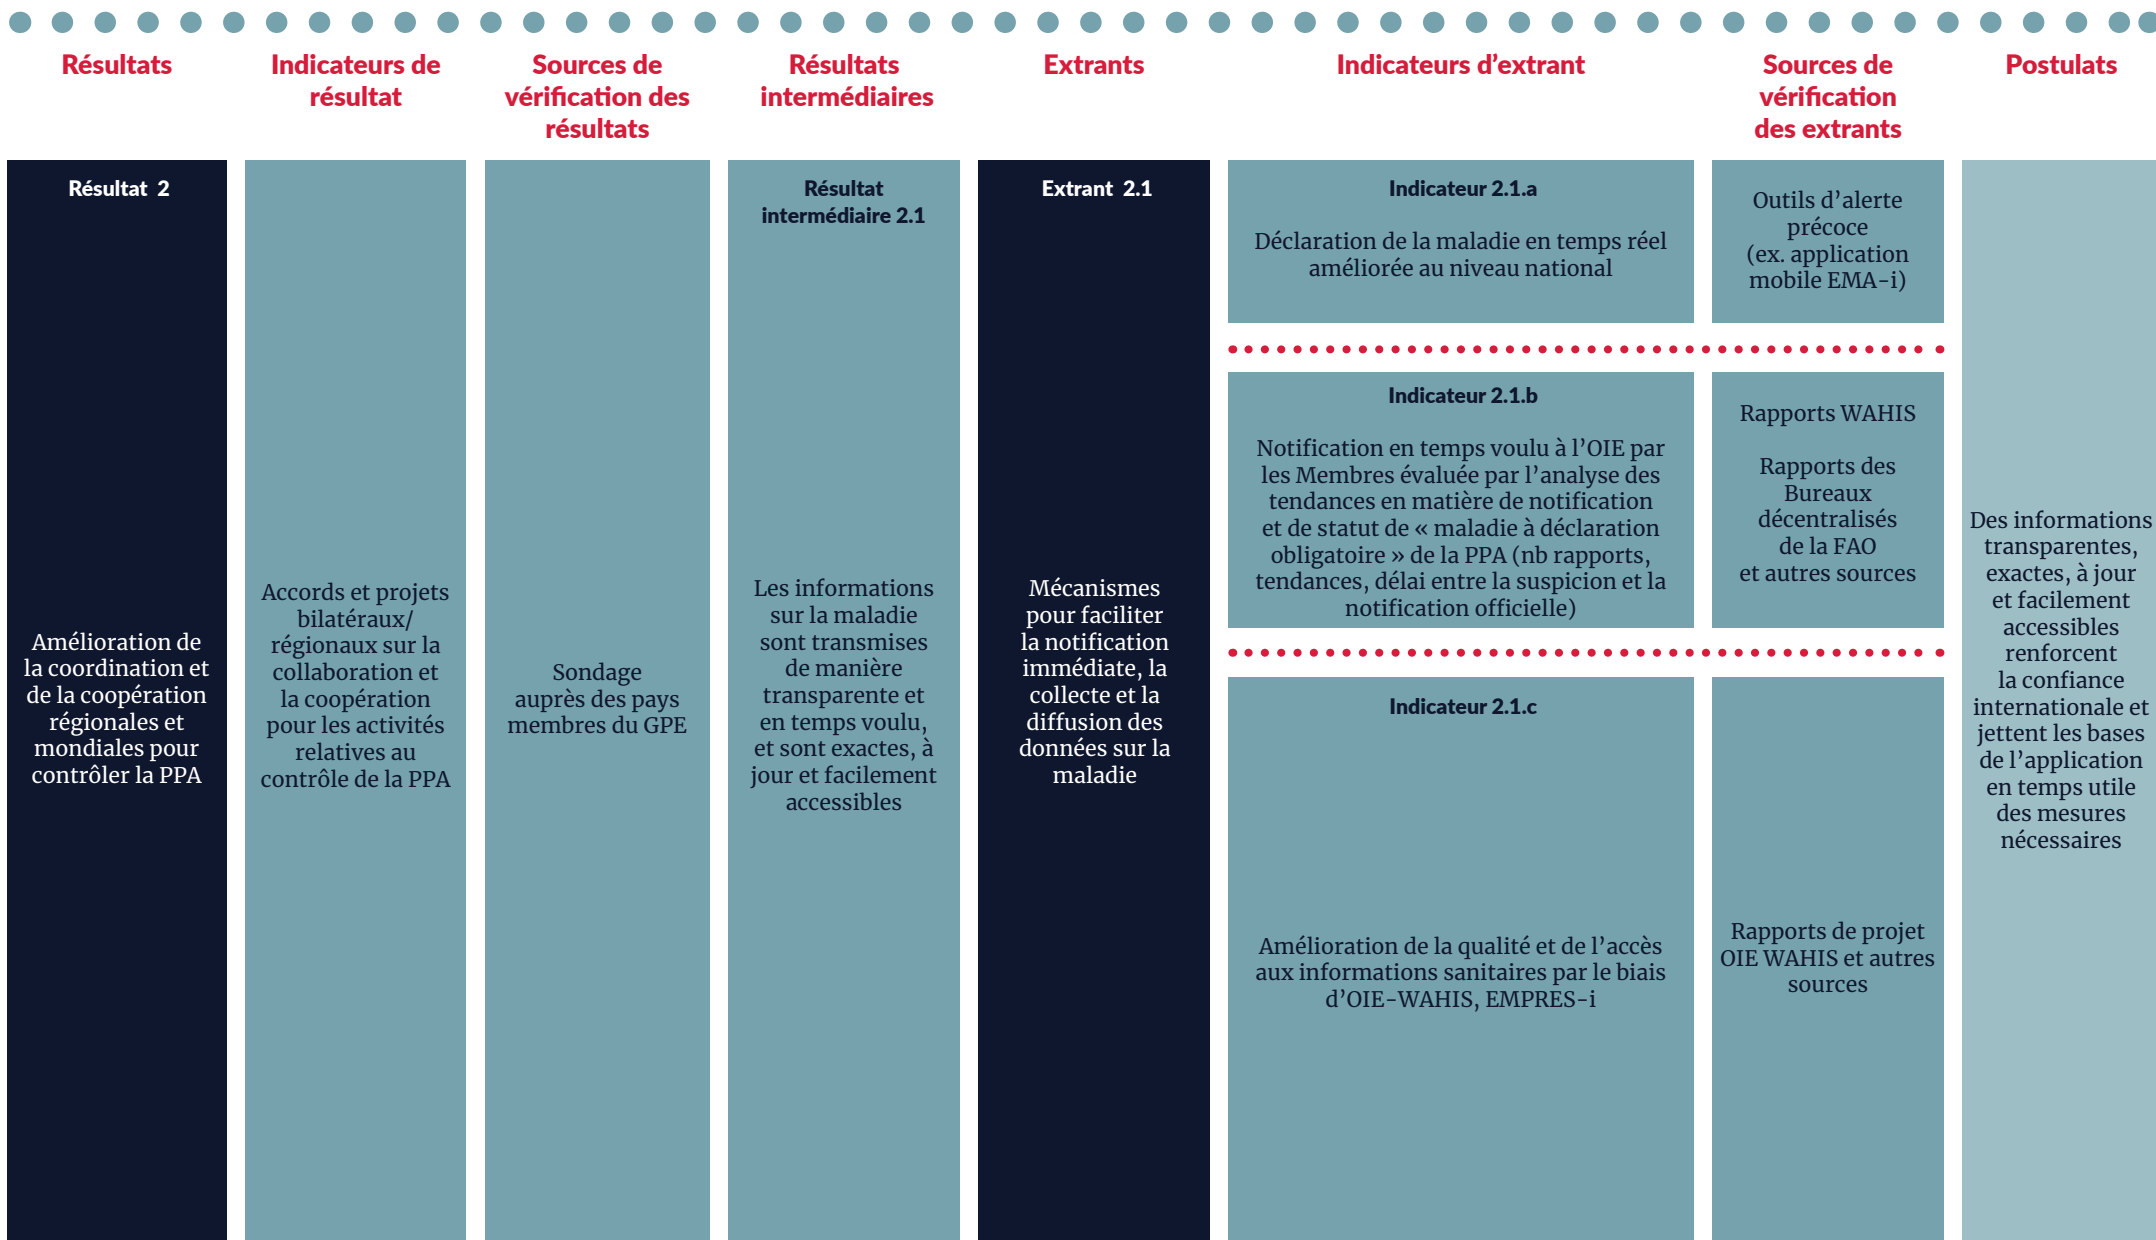 Résultats
Indicateurs de
résultat
Sources de
vérification des
résultats
Résultats
intermédiaires
Extrants
Indicateurs d’extrant
Sources de
vérification
des extrants
Postulats
Résultat 2
Amélioration de
la coordination et
de la coopération
régionales et
mondiales pour
contrôler la PPA
Accords et projets
bilatéraux/
régionaux sur la
collaboration et
la coopération
pour les activités
relatives au
contrôle de la PPA
Sondage
auprès des pays
membres du GPE
Résultat
intermédiaire 2.1
Les informations
sur la maladie
sont transmises
de manière
transparente et
en temps voulu,
et sont exactes, à
jour et facilement
accessibles
Extrant 2.1
Mécanismes
pour faciliter
la notification
immédiate, la
collecte et la
diffusion des
données sur la
maladie
Indicateur 2.1.a
Déclaration de la maladie en temps réel
améliorée au niveau national
Outils d’alerte
précoce
(ex. application
mobile EMA-i)
Indicateur 2.1.b
Notification en temps voulu à l’OIE par
les Membres évaluée par l’analyse des
tendances en matière de notification
et de statut de « maladie à déclaration
obligatoire » de la PPA (nb rapports,
tendances, délai entre la suspicion et la
notification officielle)
Rapports WAHIS
Rapports des
Bureaux
décentralisés
de la FAO
et autres sources
Indicateur 2.1.c
Amélioration de la qualité et de l’accès
aux informations sanitaires par le biais
d’OIE-WAHIS, EMPRES-i
Rapports de projet
OIE WAHIS et autres
sources
Des informations
transparentes,
exactes, à jour
et facilement
accessibles
renforcent
la confiance
internationale et
jettent les bases
de l’application
en temps utile
des mesures
nécessaires